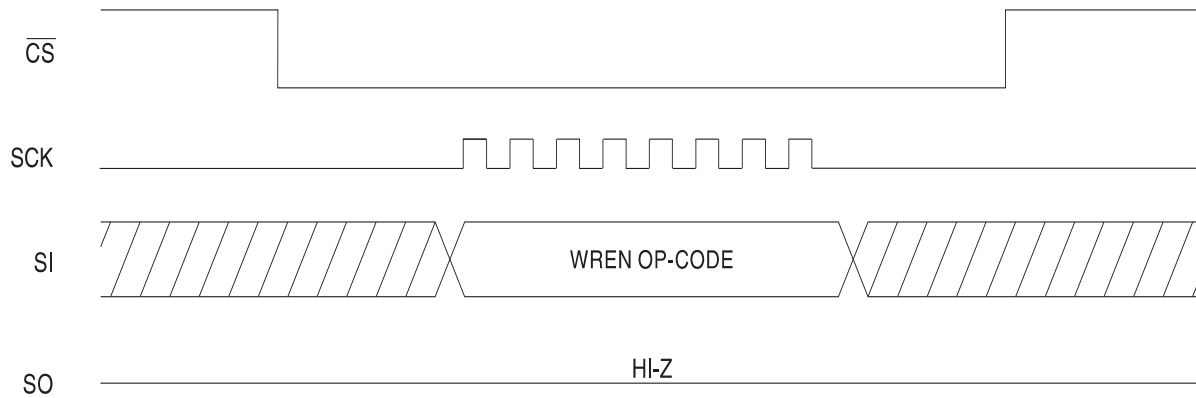 CS
SCK
SI
WREN OP-CODE
HI-Z
SO